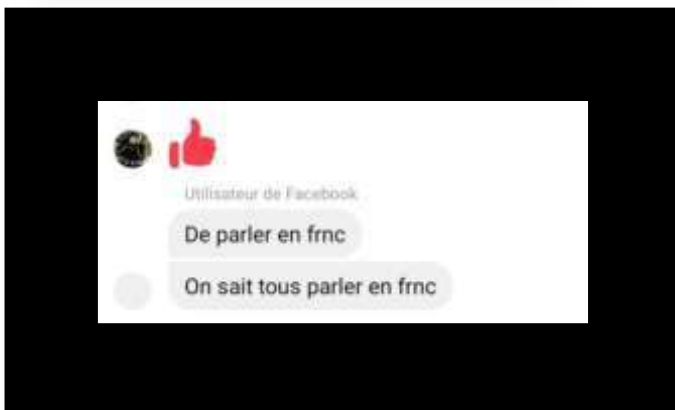 Utilisateur de Facebook
De parler en frnc
On sait tous parler en frnc